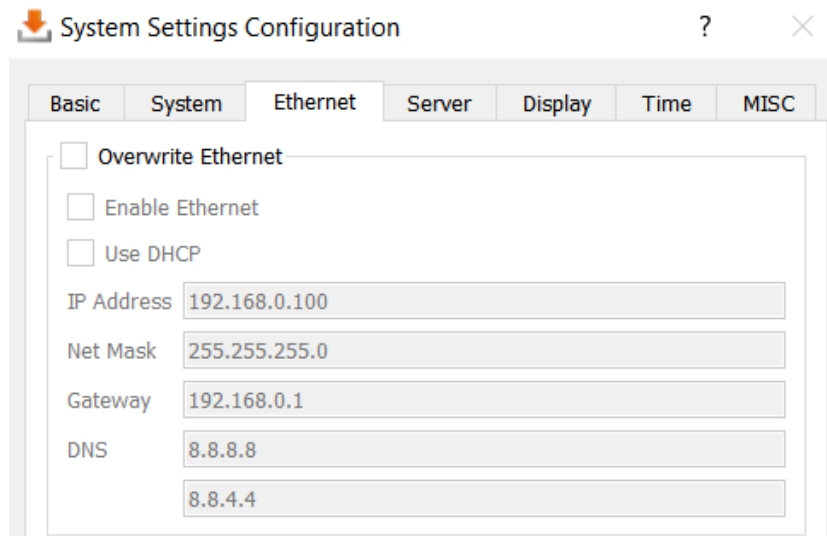 System Settings Configuration ?
Basic System Ethernet Server Display Time MISC
Overwrite Ethernet
Enable Ethernet
Use DHCP
IP Address 192.168.0.100
Net Mask 255.255.255.0
Gateway 192.168.0.1
DNS 8.8.8.8
8.8.4.4